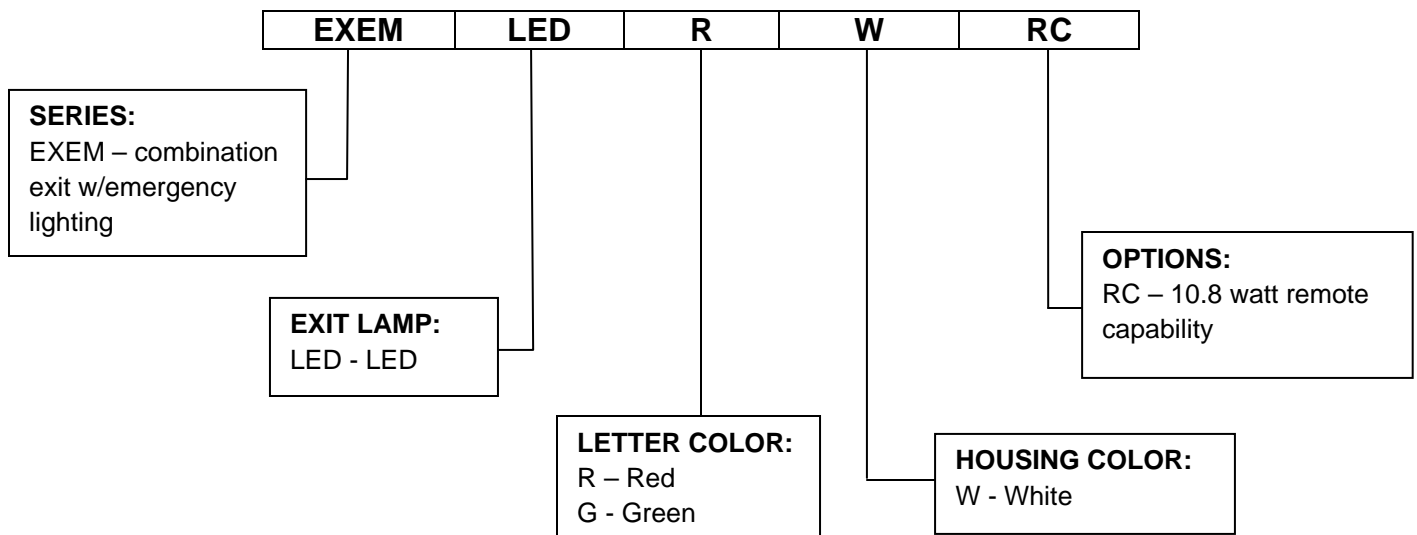 EXEM LED R W RC
SERIES:
EXEM – combination
exit w/emergency
lighting
EXIT LAMP:
LED - LED
LETTER COLOR:
R – Red
G - Green
HOUSING COLOR:
W - White
OPTIONS:
RC – 10.8 watt remote
capability